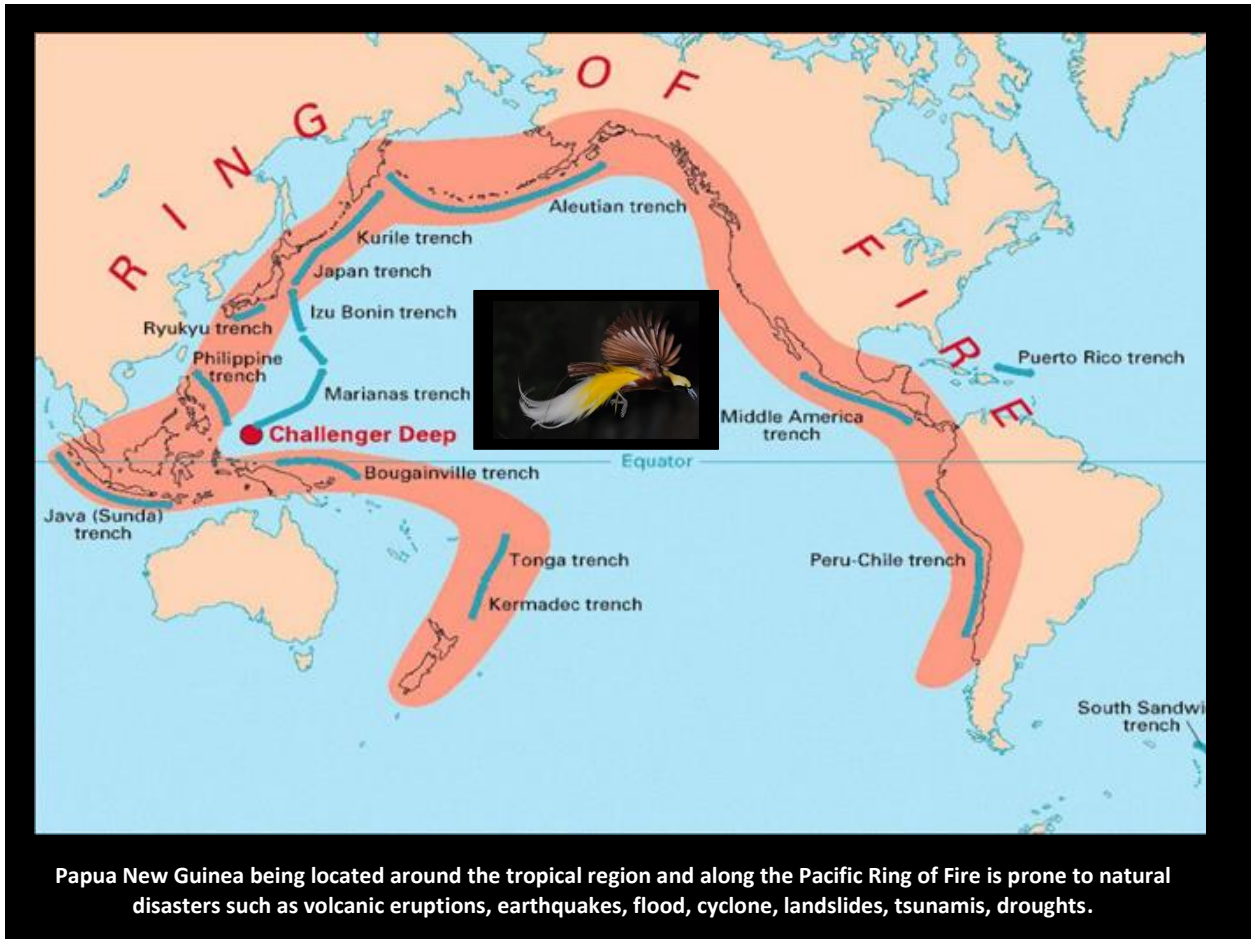 RING OF FIRE
Aleutian trench
Kurile trench
Japan trench
Izu Bonin trench
Ryukyu trench
Philippine
trench
Marianas trench
Challenger Deep
Puerto Rico trench
Middle America
trench
Equator
Bougainville trench
Java (Sunda)
trench
Tonga trench
Peru-Chile trench
Kermadec trench
South Sandwi
trench
Papua New Guinea being located around the tropical region and along the Pacific Ring of Fire is prone to natural
disasters such as volcanic eruptions, earthquakes, flood, cyclone, landslides, tsunamis, droughts.